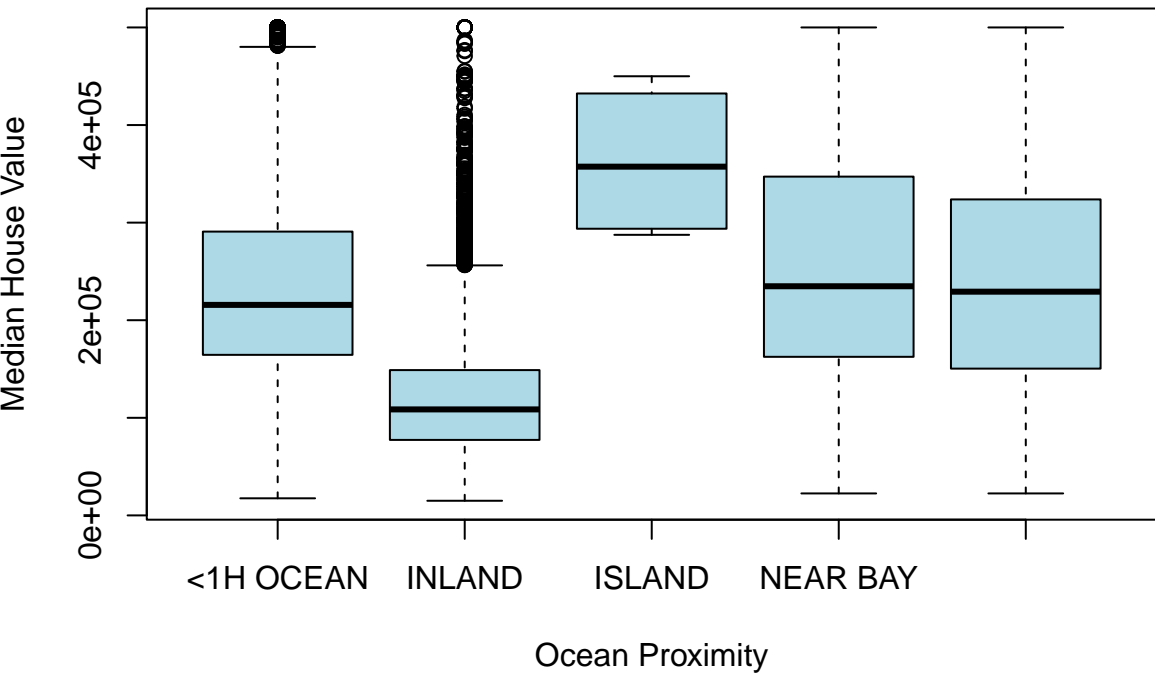 Median House Value
4e+05
2e+05
0e+00
<1H OCEAN INLAND ISLAND NEAR BAY
Ocean Proximity